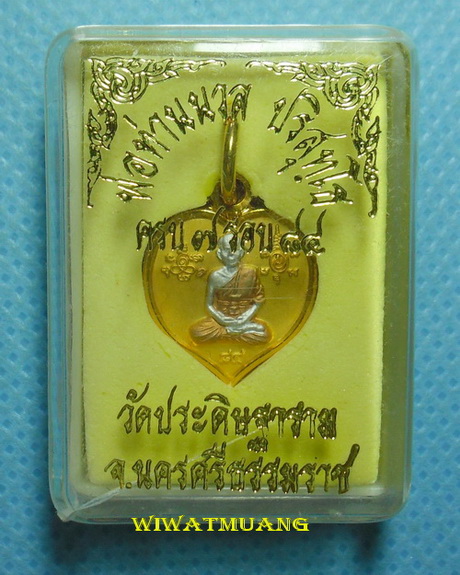 พ่อท่านนวล ปริสุทฺโธ
ครบ ๗ รอบ ๘๔
๘๔
วัดประดิษฐาราม
จ.นครศรีธรรมราช
WIWATMUANG